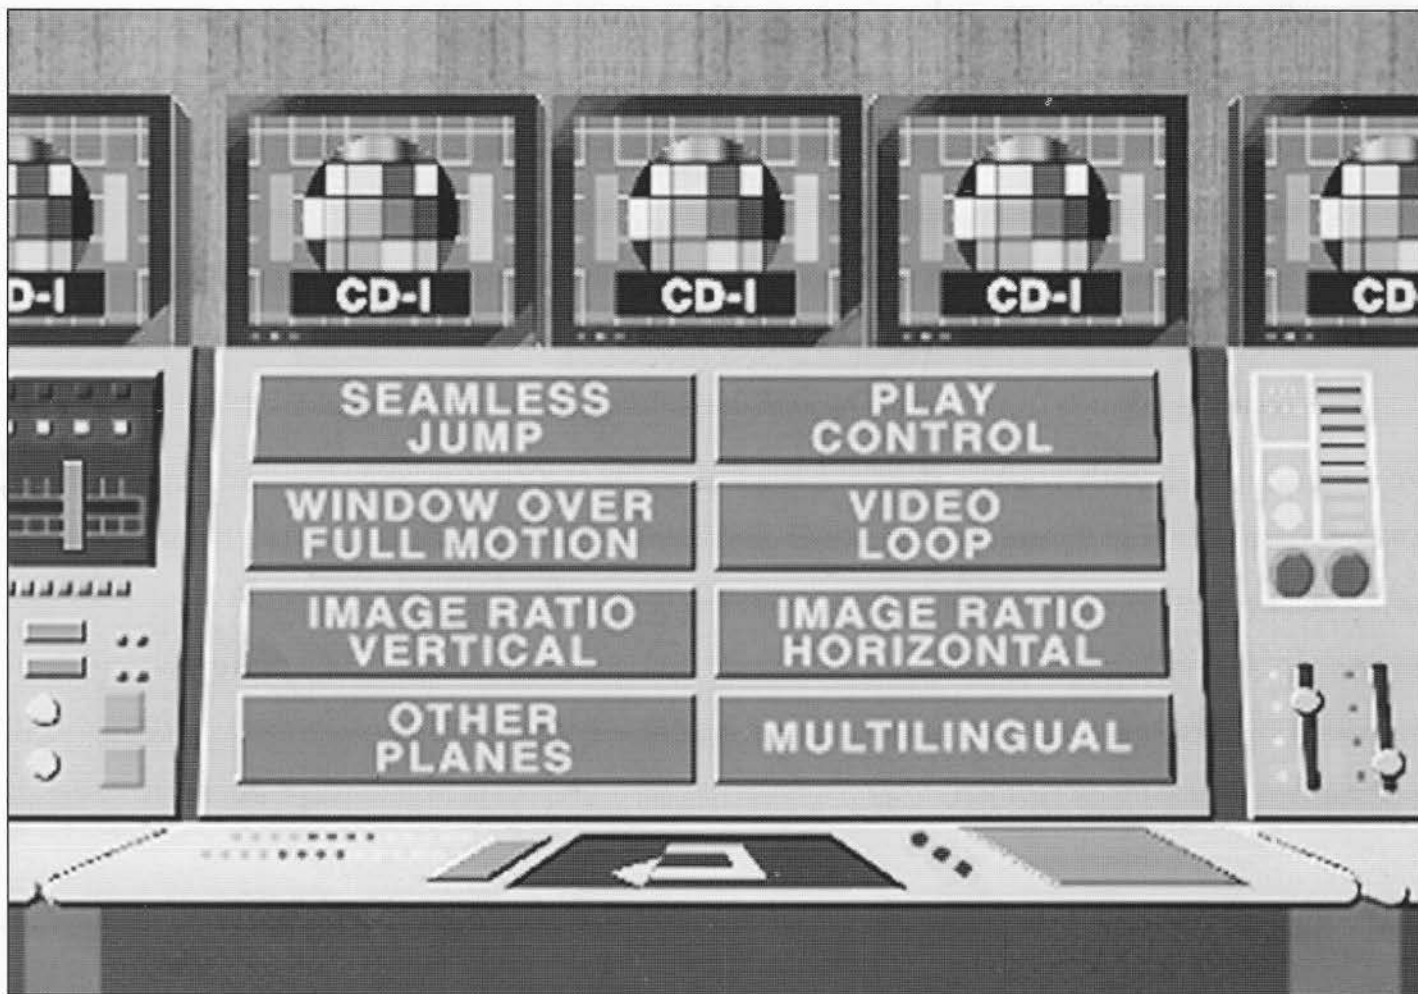 D-I
CD-I
CD-I
CD-I
CD-
SEAMLESS
JUMP
PLAY
CONTROL
WINDOW OVER
FULL MOTION
VIDEO
LOOP
IMAGE RATIO
VERTICAL
IMAGE RATIO
HORIZONTAL
OTHER
PLANES
MULTILINGUAL